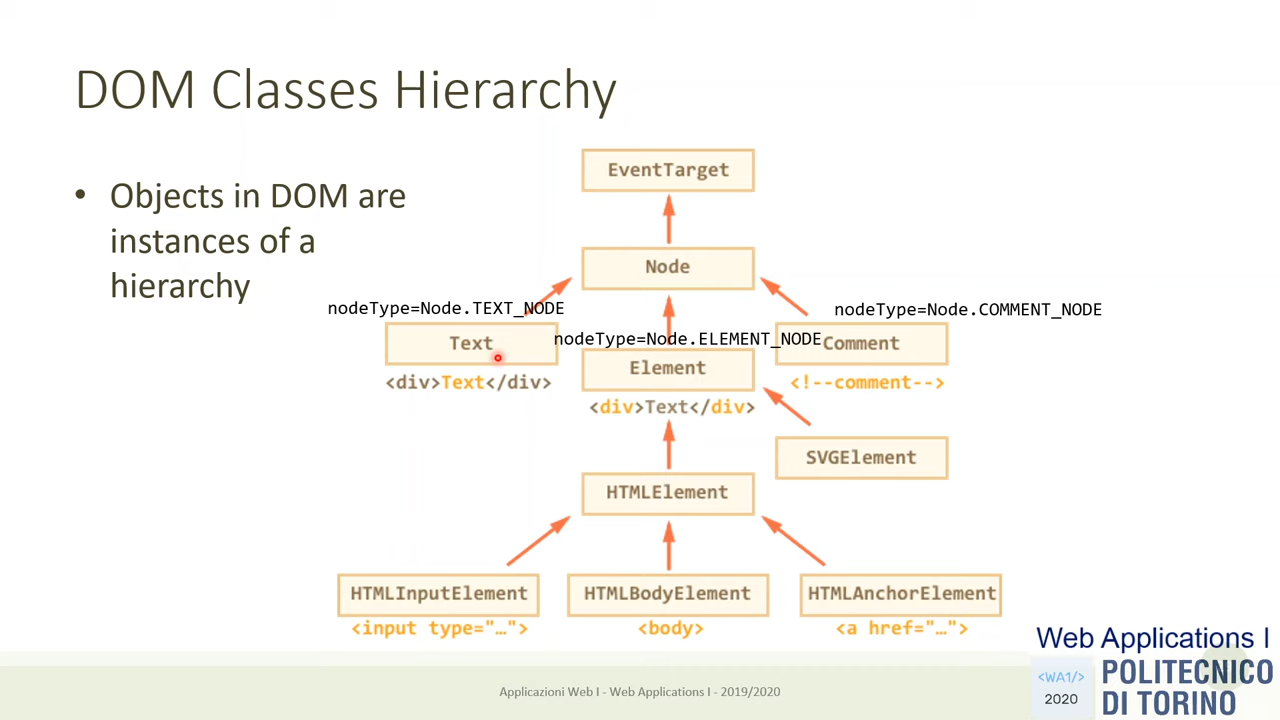 DOM Classes Hierarchy
• Objects in DOM are
instances of a
hierarchy
EventTarget
Node
nodeType=Node.TEXT_NODE
nodeType=Node.ELEMENT_NODE
nodeType=Node.COMMENT_NODE
Text
<div>Text</div>
Element
<div>Text</div>
Comment
<!--comment-->
SVGElement
HTMLElement
HTMLInputElement
<input type="…">
HTMLBodyElement
<body>
HTMLAnchorElement
<a href="…">
Applicazioni Web I - Web Applications I - 2019/2020
Web Applications I
<WA1/>
2020
POLITECNICO
DI TORINO